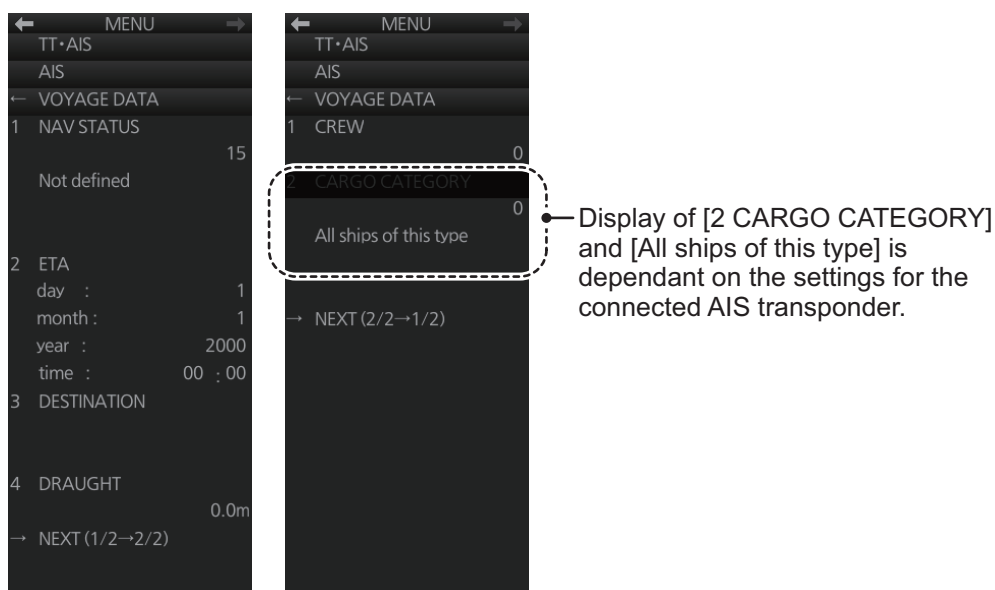 ← MENU →
TT•AIS
AIS
← VOYAGE DATA
1 NAV STATUS
15
Not defined
2 ETA
day : 1
month : 1
year : 2000
time : 00 : 00
3 DESTINATION
4 DRAUGHT
0.0m
→ NEXT (1/2→2/2)
← MENU →
TT•AIS
AIS
← VOYAGE DATA
1 CREW
0
2 CARGO CATEGORY
0
All ships of this type
→ NEXT (2/2→1/2)
Display of [2 CARGO CATEGORY]
and [All ships of this type] is
dependant on the settings for the
connected AIS transponder.